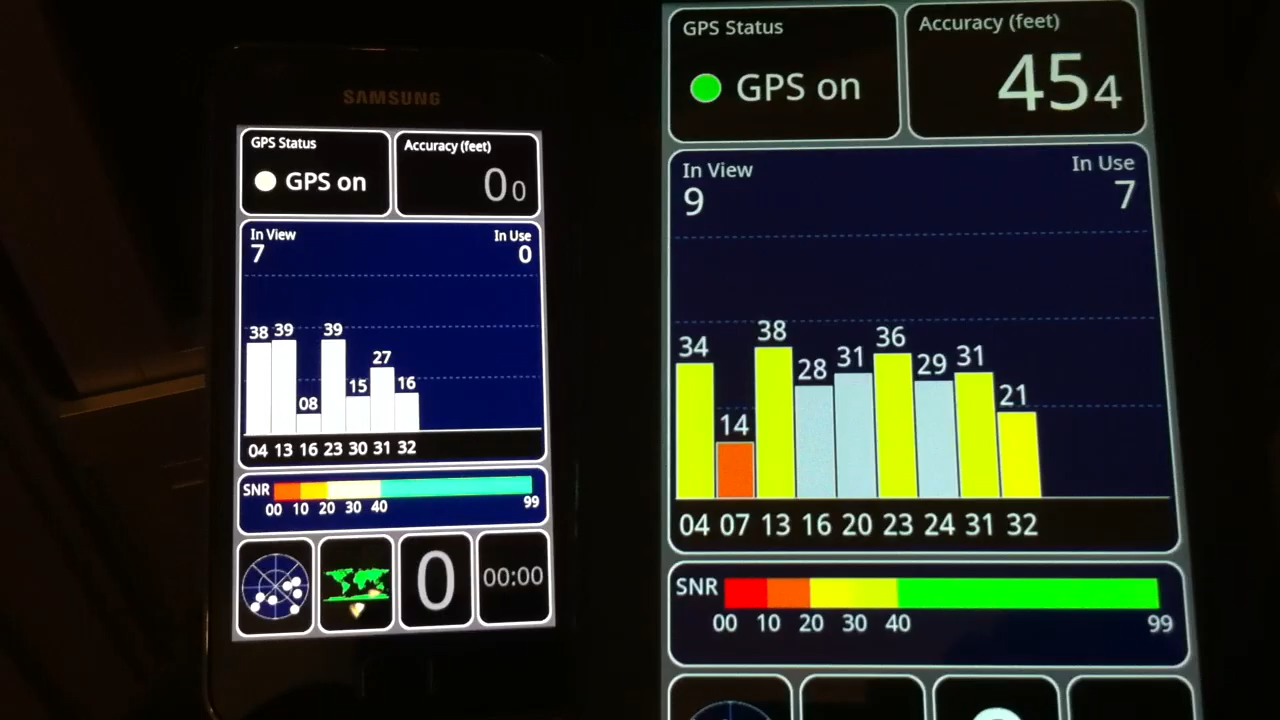 SAMSUNG
GPS Status
GPS on
Accuracy (feet)
00
In View
7
In Use
0
38 39 08 39 15 27 16
04 13 16 23 30 31 32
SNR
00 10 20 30 40 99
0
00:00
GPS Status
GPS on
Accuracy (feet)
454
In View
9
In Use
7
34 14 38 28 31 36 29 31 21
04 07 13 16 20 23 24 31 32
SNR
00 10 20 30 40 99